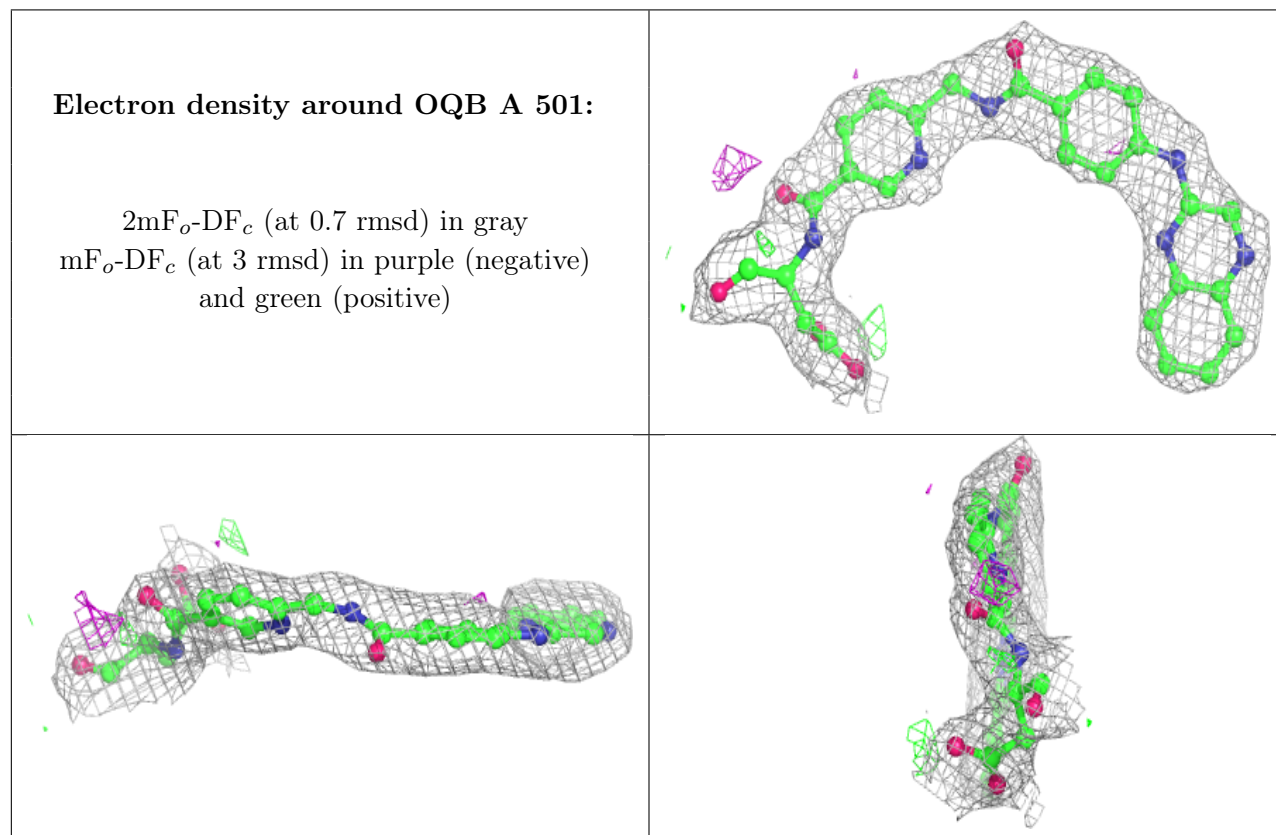 Electron density around OQB A 501:
2mFo-DFc (at 0.7 rmsd) in gray
mFo-DFc (at 3 rmsd) in purple (negative)
and green (positive)